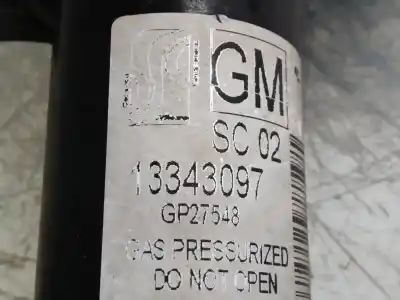 GM
SC 02
13343097
GP27548
GAS PRESSURIZED
DO NOT OPEN